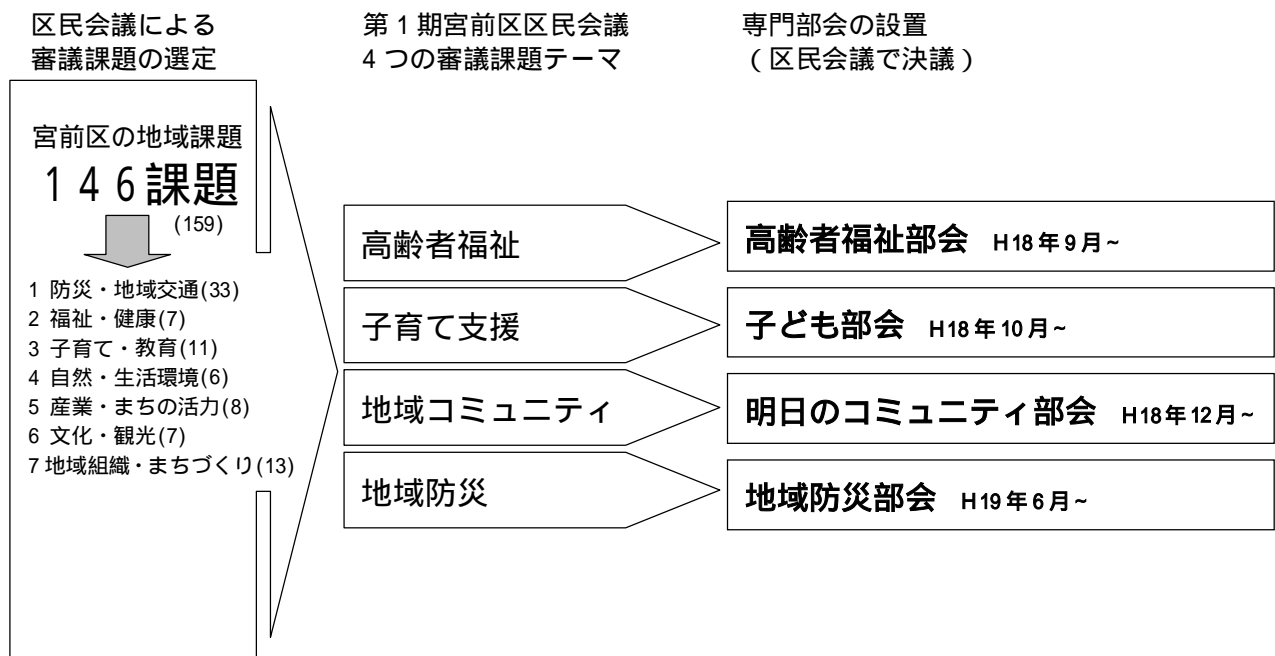 区民会議による
審議課題の選定
第1期宮前区区民会議
4つの審議課題テーマ
専門部会の設置
(区民会議で決議)
宮前区の地域課題
146課題
(159)
1 防災・地域交通(33)
2 福祉・健康(7)
3 子育て・教育(11)
4 自然・生活環境(6)
5 産業・まちの活力(8)
6 文化・観光(7)
7 地域組織・まちづくり(13)
高齢者福祉
高齢者福祉部会 H18年9月~
子育て支援
子ども部会 H18年10月~
地域コミュニティ
明日のコミュニティ部会 H18年12月~
地域防災
地域防災部会 H19年6月~